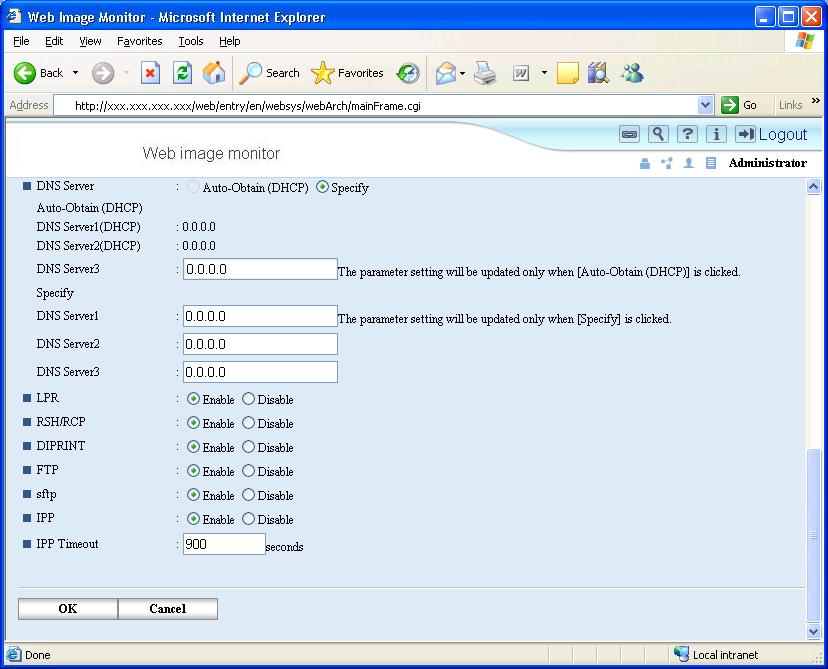 Web Image Monitor - Microsoft Internet Explorer
File Edit View Favorites Tools Help
Back Search Favorites W
Address http://xxx.xxx.xxx.xxx/web/entry/en/websys/webArch/mainFrame.cgi Go Links »
? i Logout
Web image monitor
Administrator
DNS Server : Auto-Obtain (DHCP) Specify
Auto-Obtain (DHCP)
DNS Server1(DHCP) : 0.0.0.0
DNS Server2(DHCP) : 0.0.0.0
DNS Server3 : 0.0.0.0 The parameter setting will be updated only when [Auto-Obtain (DHCP)] is clicked.
Specify
DNS Server1 : 0.0.0.0 The parameter setting will be updated only when [Specify] is clicked.
DNS Server2 : 0.0.0.0
DNS Server3 : 0.0.0.0
LPR : Enable Disable
RSH/RCP : Enable Disable
DIPRINT : Enable Disable
FTP : Enable Disable
sftp : Enable Disable
IPP : Enable Disable
IPP Timeout : 900 seconds
OK Cancel
Done Local intranet